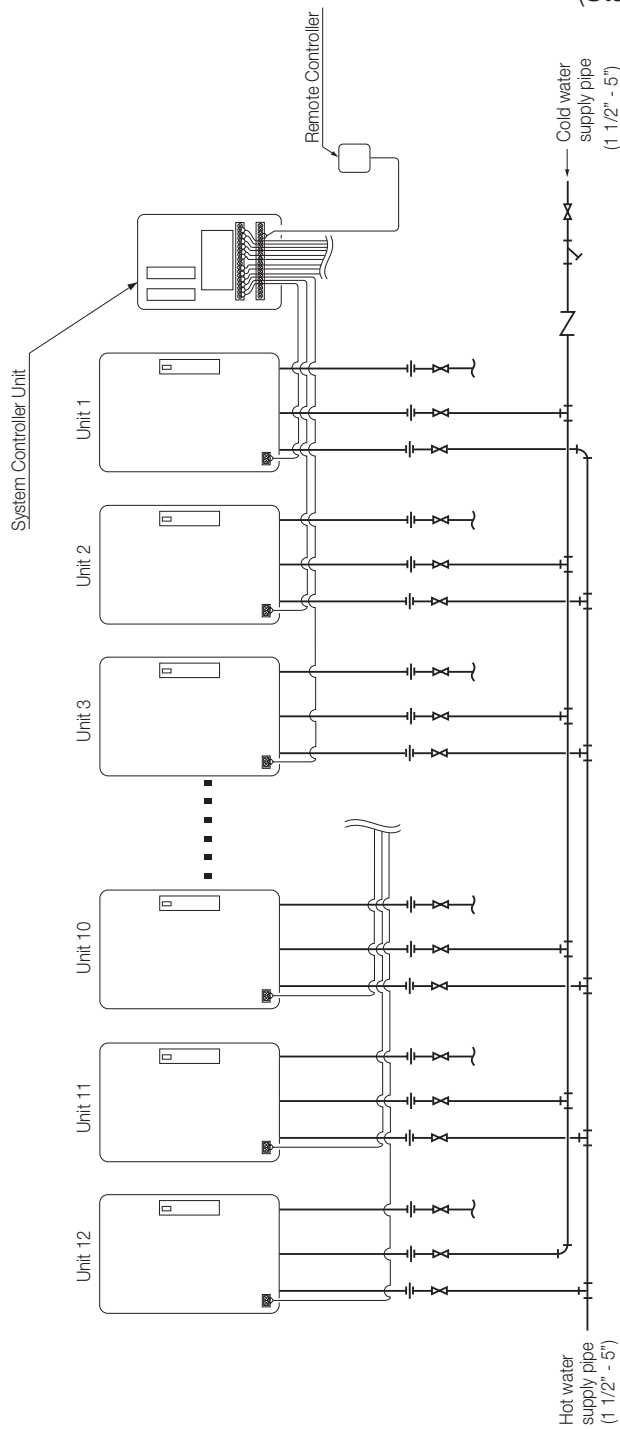 (Sto
System Controller Unit
Remote Controller
Unit 1
Unit 2
Unit 3
Unit 10
Unit 11
Unit 12
Cold water
supply pipe
(1 1/2" - 5")
Hot water
supply pipe
(1 1/2" - 5")